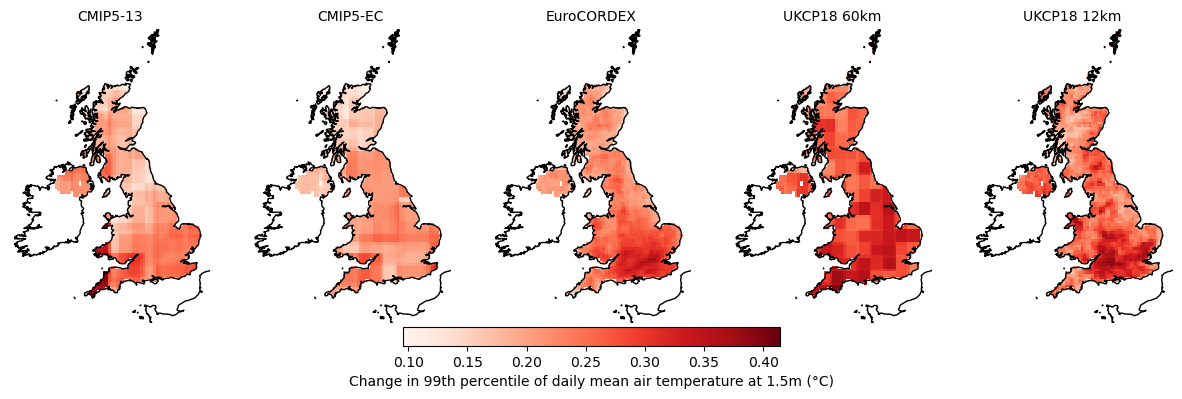 CMIP5-13
CMIP5-EC
EuroCORDEX
UKCP18 60km
UKCP18 12km
0.10 0.15 0.20 0.25 0.30 0.35 0.40
Change in 99th percentile of daily mean air temperature at 1.5m (°C)